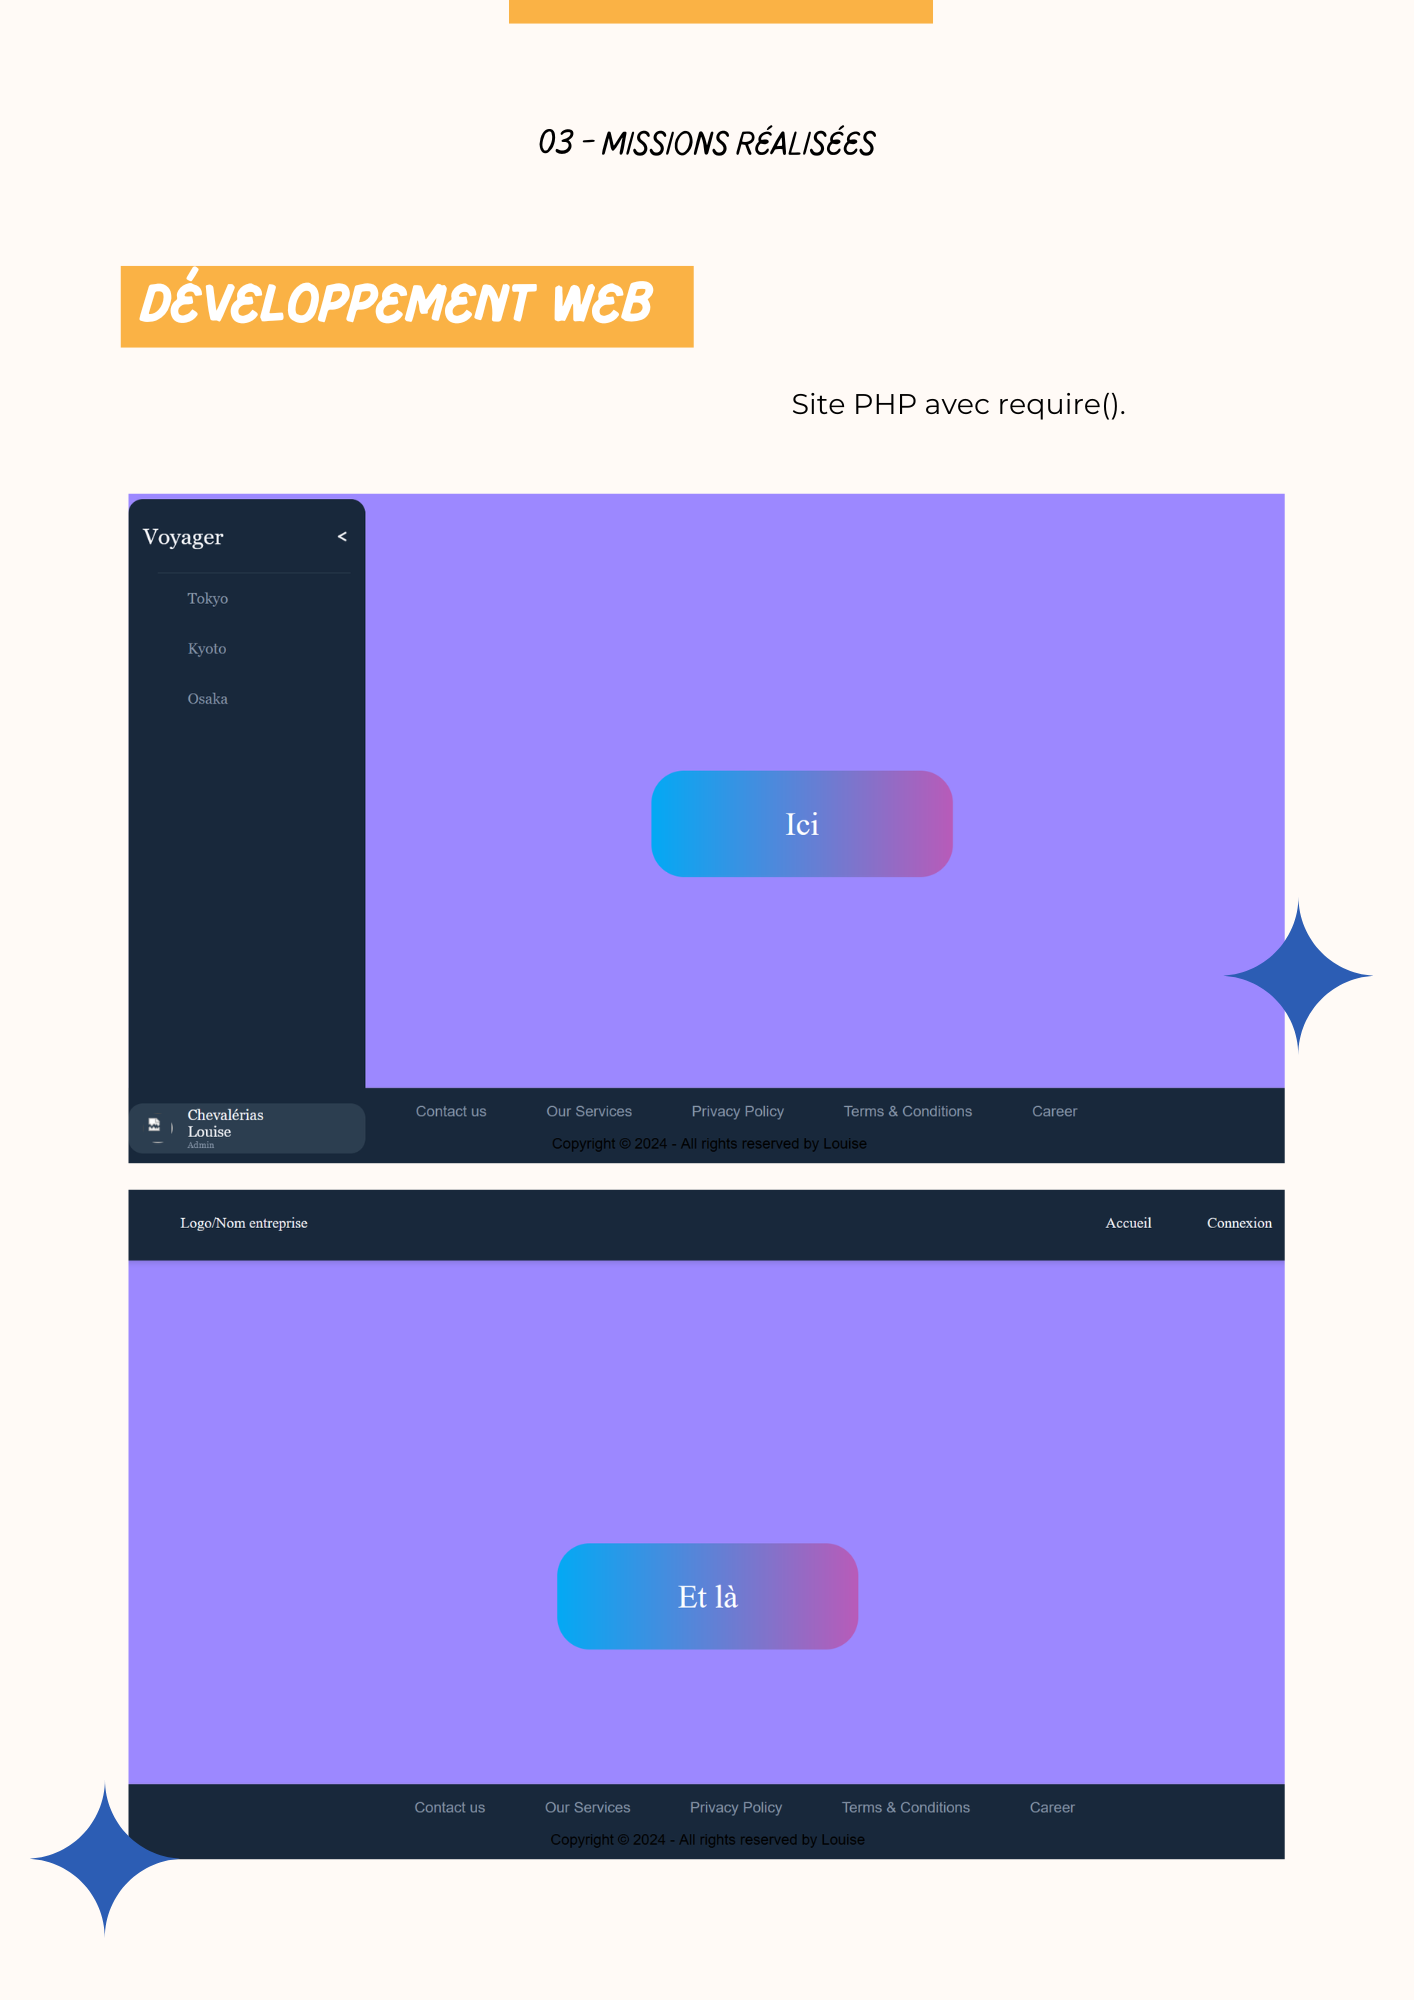 03 - MISSIONS RÉALISÉES
DÉVELOPPEMENT WEB
Site PHP avec require().
Voyager <
Tokyo
Kyoto
Osaka
Ici
Chevalérias
Louise
Admin
Contact us Our Services Privacy Policy Terms & Conditions Career
Copyright © 2024 - All rights reserved by Louise
Logo/Nom entreprise Accueil Connexion
Et là
Contact us Our Services Privacy Policy Terms & Conditions Career
Copyright © 2024 - All rights reserved by Louise